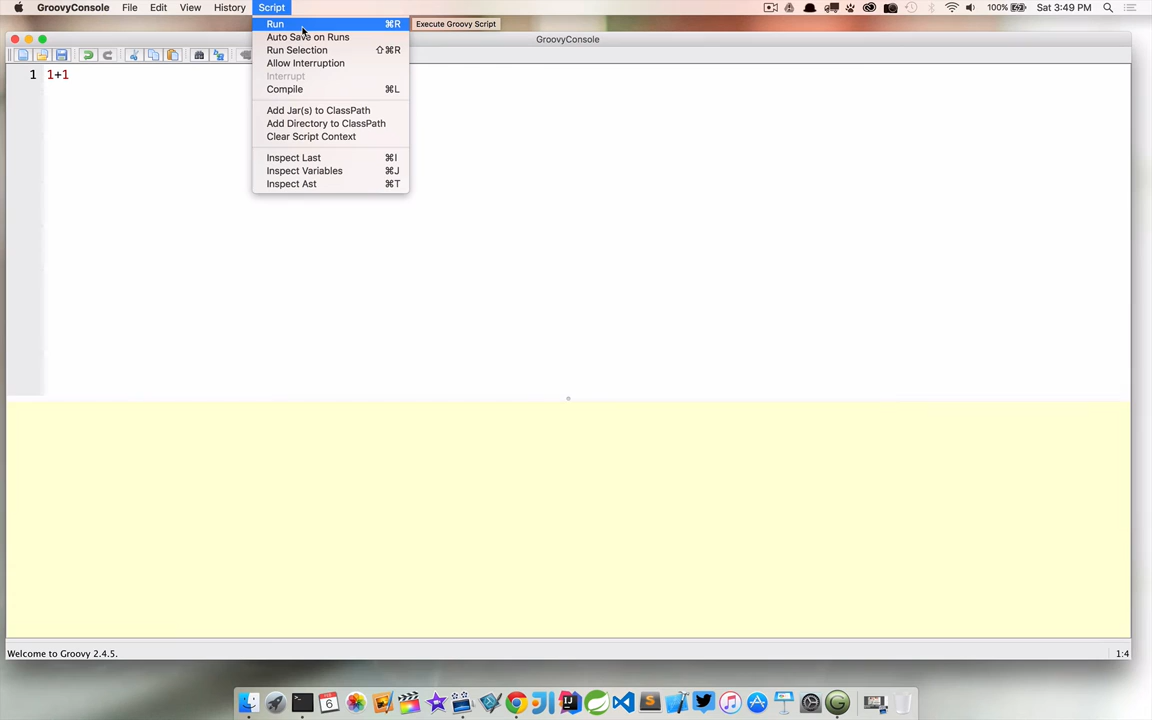 GroovyConsole File Edit View History Script 100% Sat 3:49 PM
Run ⌘R Execute Groovy Script
Auto Save on Runs
GroovyConsole
Run Selection ⇧⌘R
Allow Interruption
Interrupt
Compile ⌘L
Add Jar(s) to ClassPath
Add Directory to ClassPath
Clear Script Context
Inspect Last ⌘I
Inspect Variables ⌘J
Inspect Ast ⌘T
1 1+1
Welcome to Groovy 2.4.5. 1:4